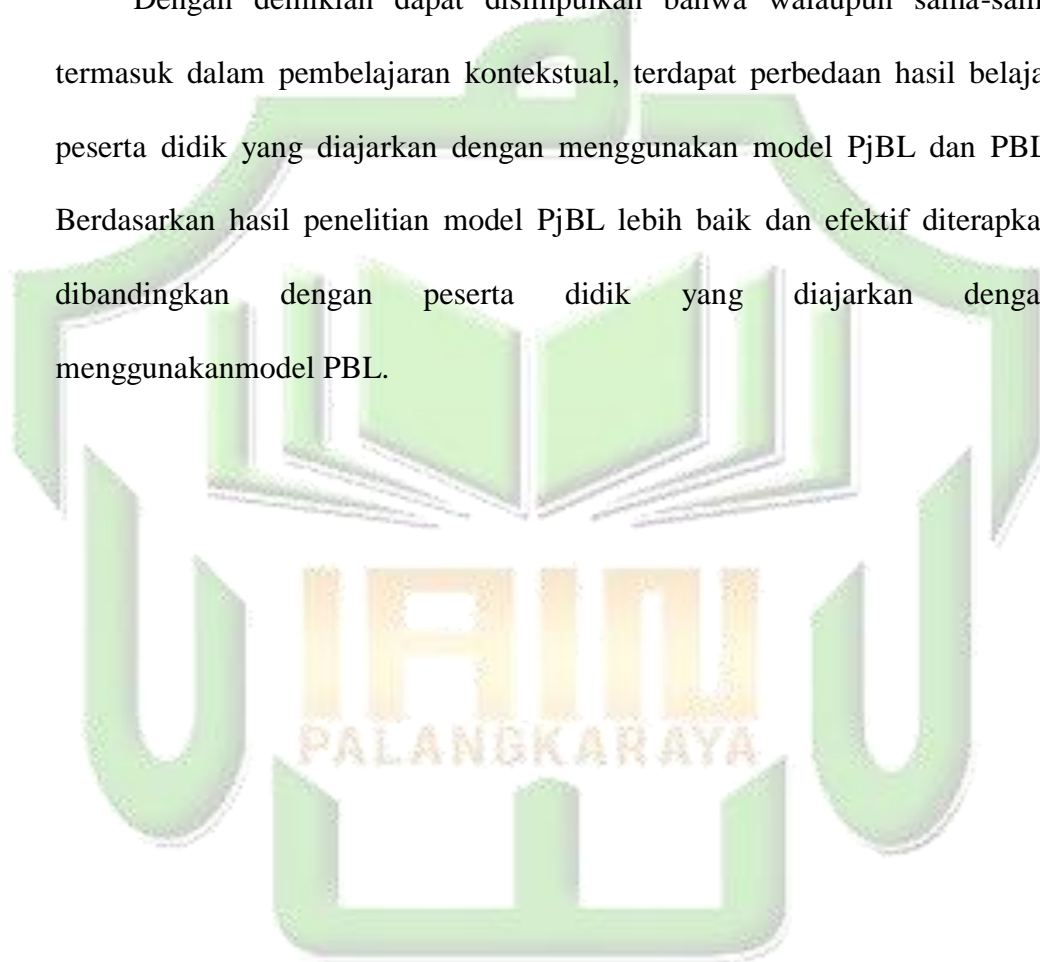 Dengan demikian dapat disimpulkan bahwa walaupun sama-sam
termasuk dalam pembelajaran kontekstual, terdapat perbedaan hasil belaja
peserta didik yang diajarkan dengan menggunakan model PjBL dan PBL
Berdasarkan hasil penelitian model PjBL lebih baik dan efektif diterapka
dibandingkan dengan peserta didik yang diajarkan denga
menggunakanmodel PBL.
IAIN
PALANGKARAYA